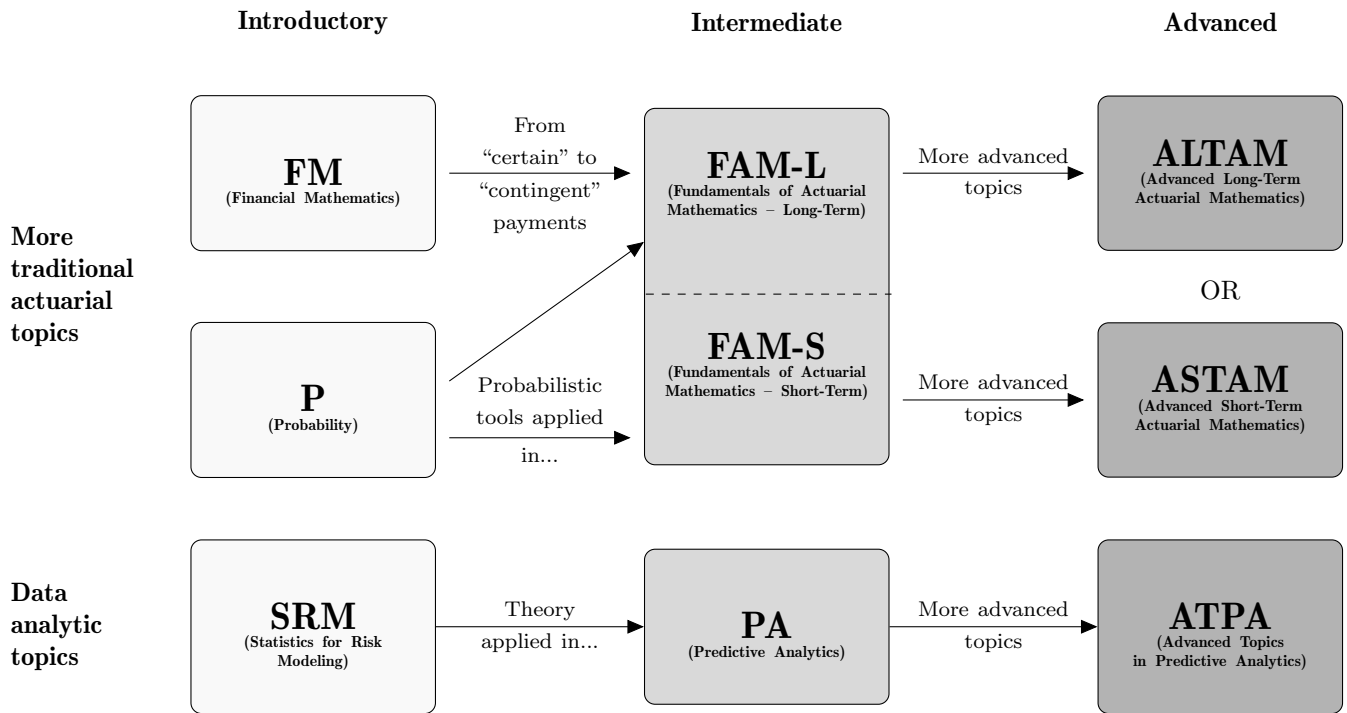 Introductory
Intermediate
Advanced
More
traditional
actuarial
topics
FM
(Financial Mathematics)
From
“certain” to
“contingent”
payments
FAM-L
(Fundamentals of Actuarial
Mathematics – Long-Term)
More advanced
topics
ALTAM
(Advanced Long-Term
Actuarial Mathematics)
OR
P
(Probability)
Probabilistic
tools applied
in...
FAM-S
(Fundamentals of Actuarial
Mathematics – Short-Term)
More advanced
topics
ASTAM
(Advanced Short-Term
Actuarial Mathematics)
Data
analytic
topics
SRM
(Statistics for Risk
Modeling)
Theory
applied in...
PA
(Predictive Analytics)
More advanced
topics
ATPA
(Advanced Topics
in Predictive Analytics)